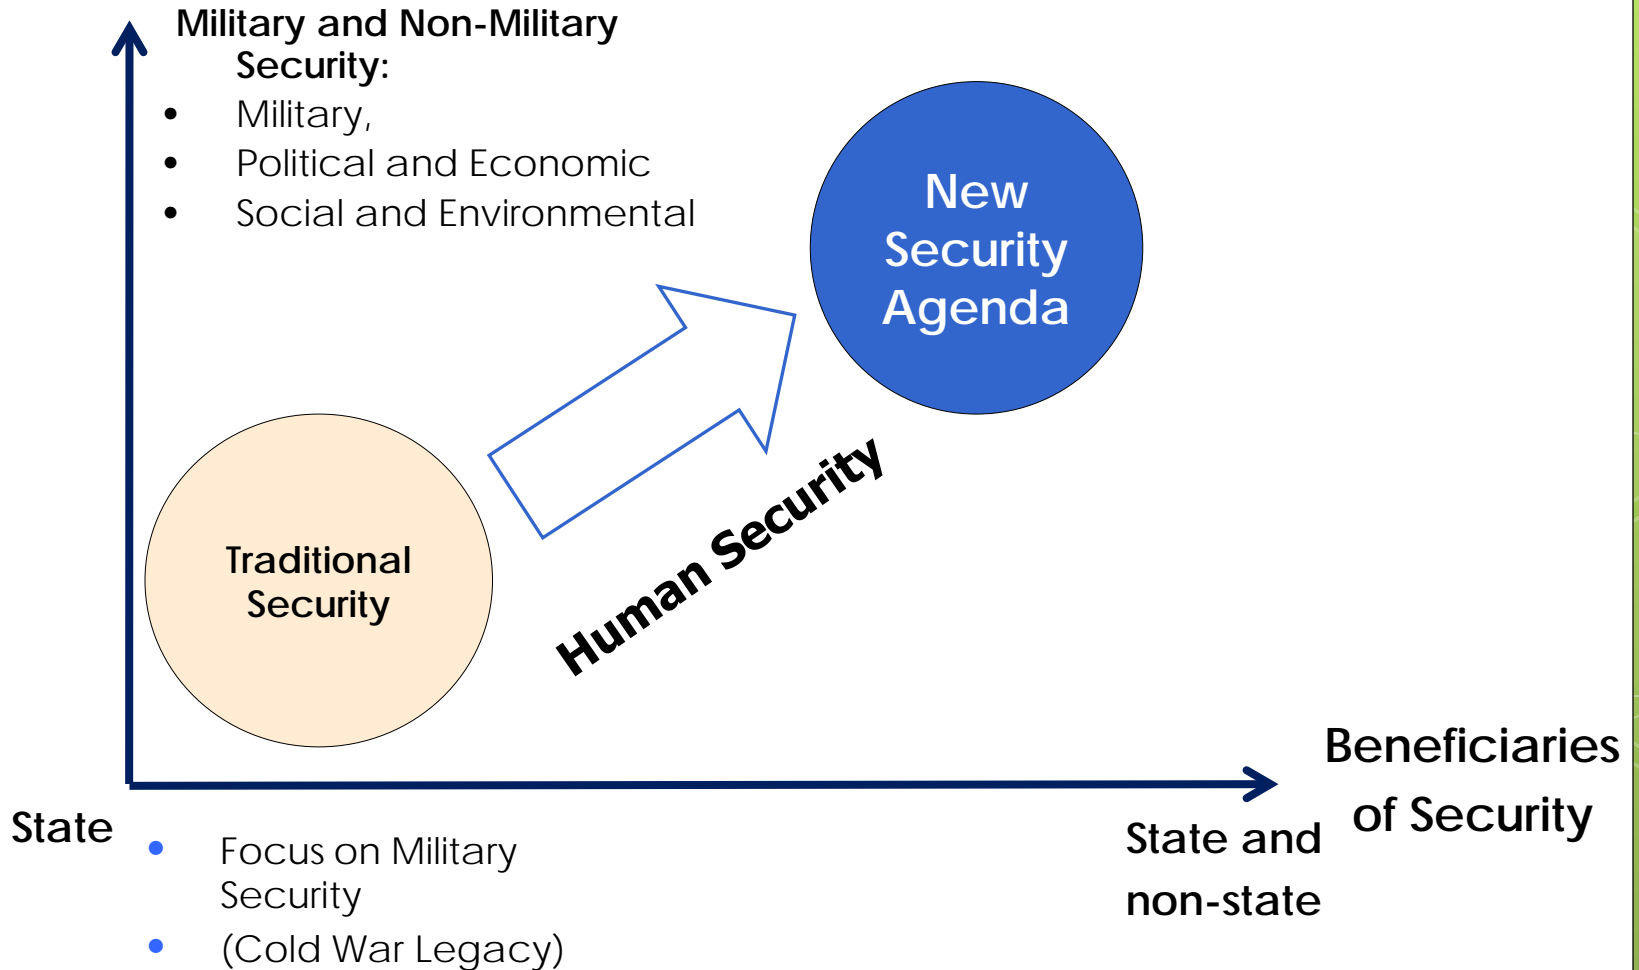 Military and Non-Military
Security:
• Military,
• Political and Economic
• Social and Environmental
New
Security
Agenda
Traditional
Security
Human Security
Beneficiaries
of Security
State
State and
non-state
• Focus on Military
Security
• (Cold War Legacy)